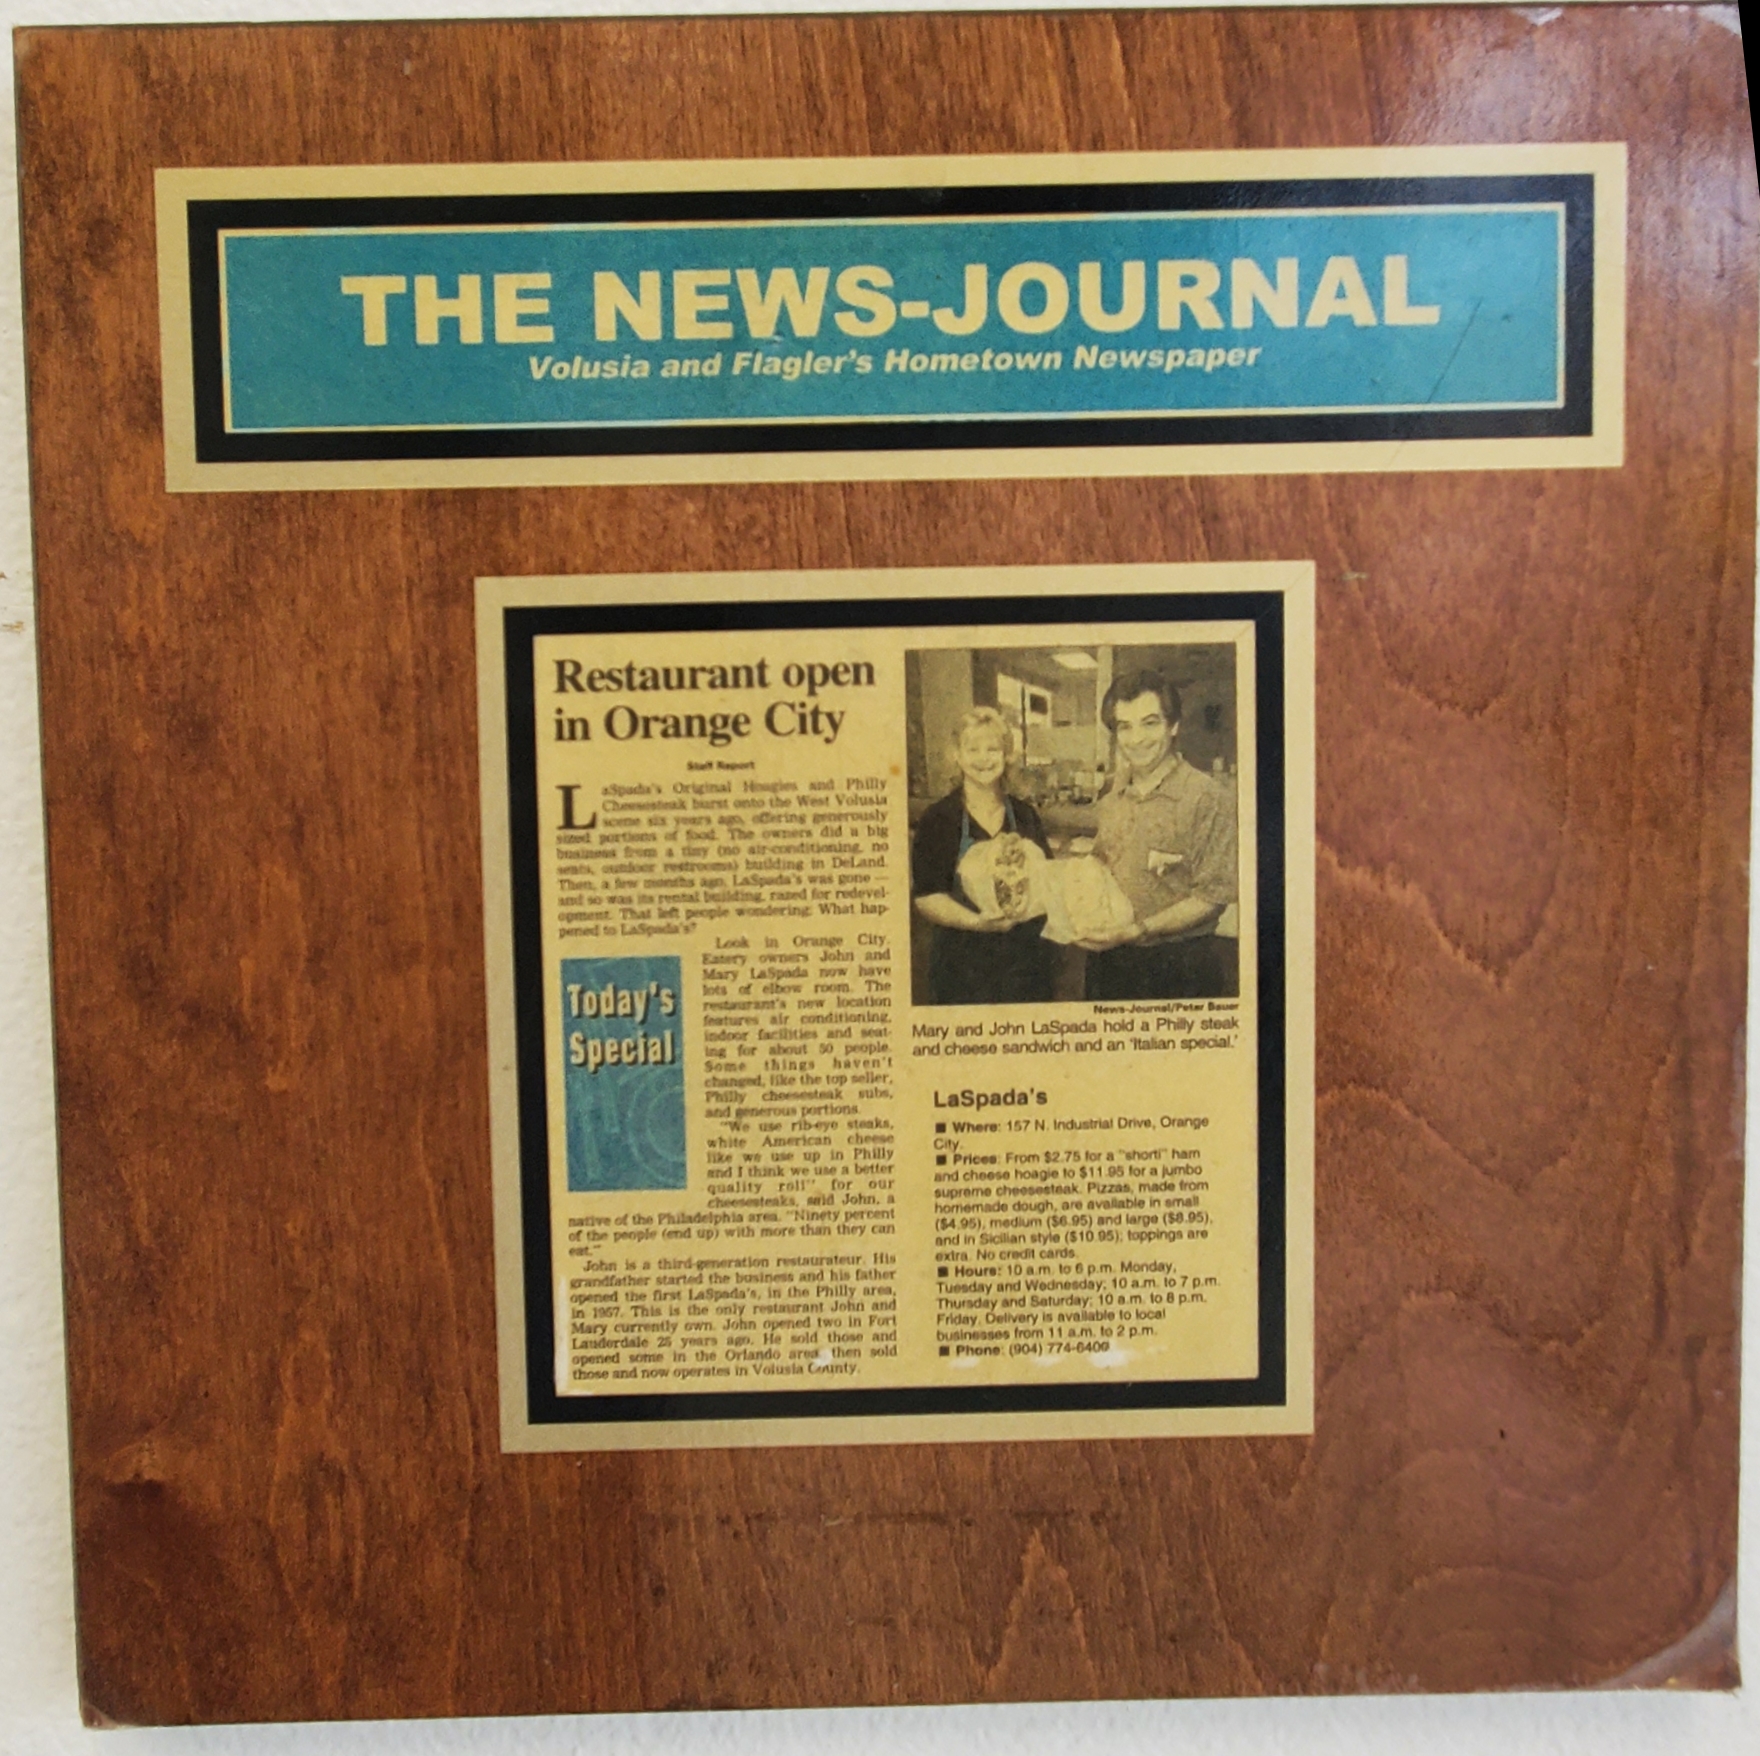 THE NEWS-JOURNAL
Volusia and Flagler's Hometown Newspaper
Restaurant open
in Orange City
Staff Report
LaSpada's Original Hoagies and Philly
Cheesesteak burst onto the West Volusia
scene six years ago, offering generously
sized portions of food. The owners did a big
business from a tiny (no air-conditioning, no
seats, outdoor restrooms) building in DeLand.
Then, a few months ago, LaSpada's was gone —
and so was its rental building, razed for redevel-
opment. That left people wondering: What hap-
pened to LaSpada's?
Look in Orange City.
Eatery owners John and
Mary LaSpada now have
lots of elbow room. The
restaurant's new location
features air conditioning,
indoor facilities and seat-
ing for about 50 people.
Some things haven't
changed, like the top seller,
Philly cheesesteak subs,
and generous portions.
"We use rib-eye steaks,
white American cheese
like we use up in Philly
and I think we use a better
quality roll" for our
cheesesteaks, said John, a
native of the Philadelphia area. "Ninety percent
of the people (end up) with more than they can
eat."
John is a third-generation restaurateur. His
grandfather started the business and his father
opened the first LaSpada's, in the Philly area,
in 1957. This is the only restaurant John and
Mary currently own. John opened two in Fort
Lauderdale 25 years ago. He sold those and
opened some in the Orlando area, then sold
those and now operates in Volusia County.
Today's
Special
News-Journal/Peter Bauer
Mary and John LaSpada hold a Philly steak
and cheese sandwich and an 'Italian special.'
LaSpada's
■ Where: 157 N. Industrial Drive, Orange
City.
■ Prices: From $2.75 for a "shorti" ham
and cheese hoagie to $11.95 for a jumbo
supreme cheesesteak. Pizzas, made from
homemade dough, are available in small
($4.95), medium ($6.95) and large ($8.95),
and in Sicilian style ($10.95); toppings are
extra. No credit cards.
■ Hours: 10 a.m. to 6 p.m. Monday,
Tuesday and Wednesday; 10 a.m. to 7 p.m.
Thursday and Saturday; 10 a.m. to 8 p.m.
Friday. Delivery is available to local
businesses from 11 a.m. to 2 p.m.
■ Phone: (904) 774-6400